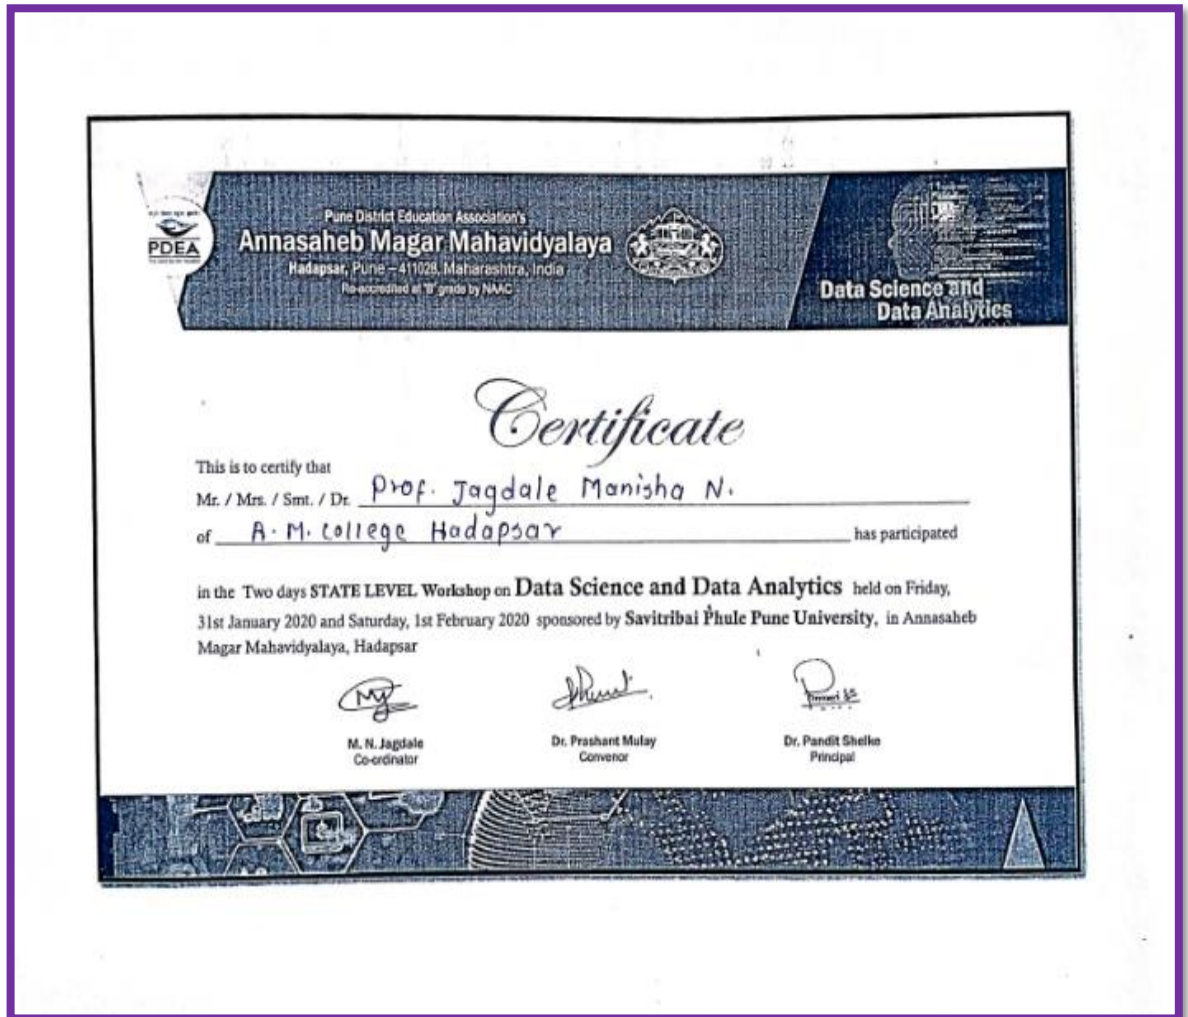 PDEA
Pune District Education Association's
Annasaheb Magar Mahavidyalaya
Hadapsar, Pune – 411028, Maharashtra, India
Re-accredited at 'B' grade by NAAC
Data Science and
Data Analytics
Certificate
This is to certify that
Mr. / Mrs. / Smt. / Dr. Prof. Jagdale Manisha N.
of A. M. College Hadapsar has participated
in the Two days STATE LEVEL Workshop on Data Science and Data Analytics held on Friday,
31st January 2020 and Saturday, 1st February 2020 sponsored by Savitribai Phule Pune University, in Annasaheb
Magar Mahavidyalaya, Hadapsar
M. N. Jagdale
Co-ordinator
Dr. Prashant Mulay
Convenor
Dr. Pandit Shelke
Principal